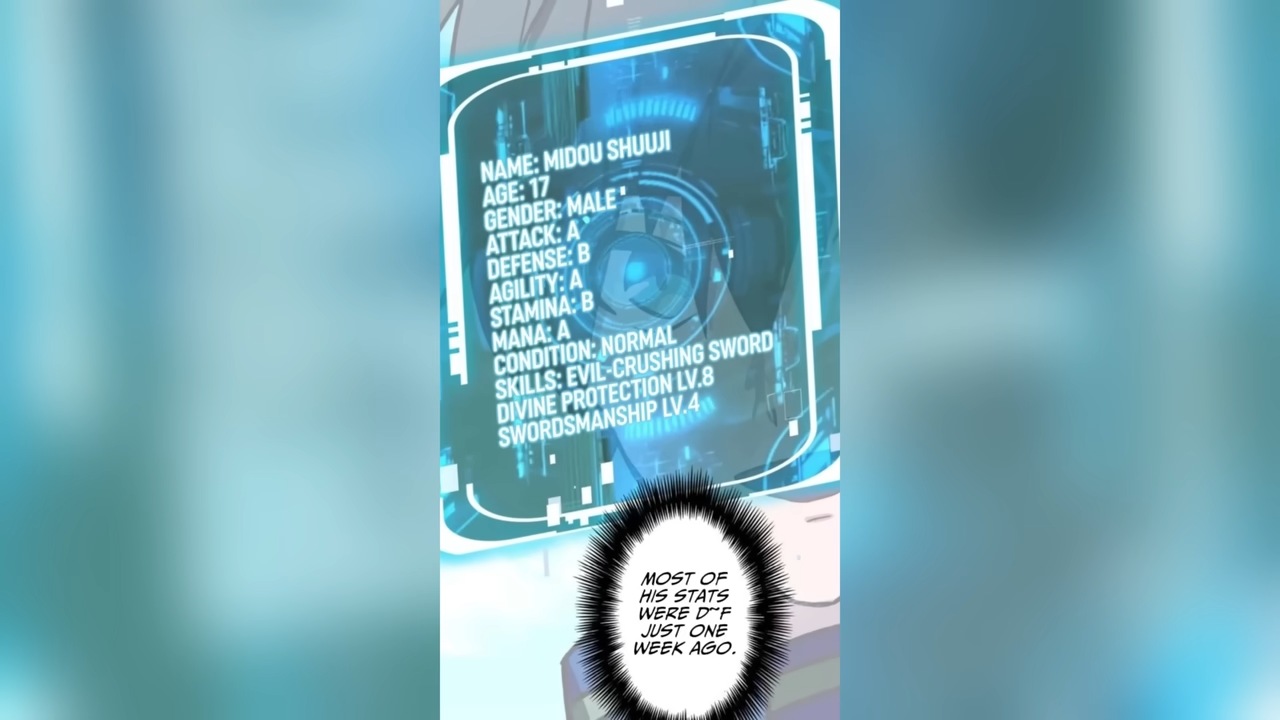 NAME: MIDOU SHUUJI
AGE: 17
GENDER: MALE
ATTACK: A
DEFENSE: B
AGILITY: A
STAMINA: B
MANA: A
CONDITION: NORMAL
SKILLS: EVIL-CRUSHING SWORD
DIVINE PROTECTION LV.8
SWORDSMANSHIP LV.4
MOST OF
HIS STATS
WERE D~F
JUST ONE
WEEK AGO.